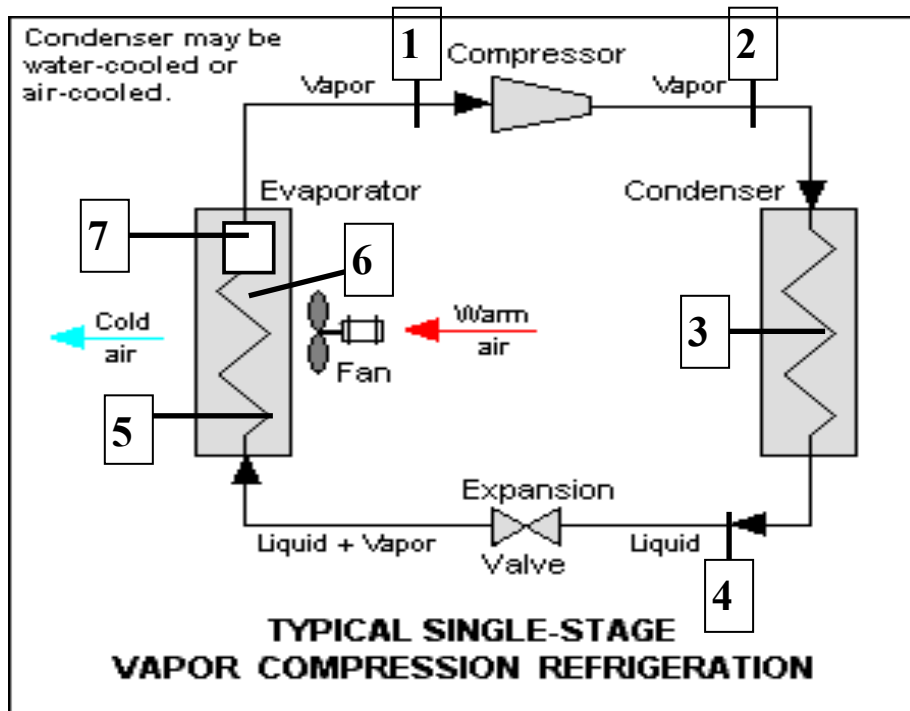 Condenser may be
water-cooled or
air-cooled.
1
Compressor
2
Vapor
Vapor
Evaporator
Condenser
7
6
Cold
air
Warm
air
Fan
3
5
Expansion
Valve
Liquid + Vapor
Liquid
4
TYPICAL SINGLE-STAGE
VAPOR COMPRESSION REFRIGERATION